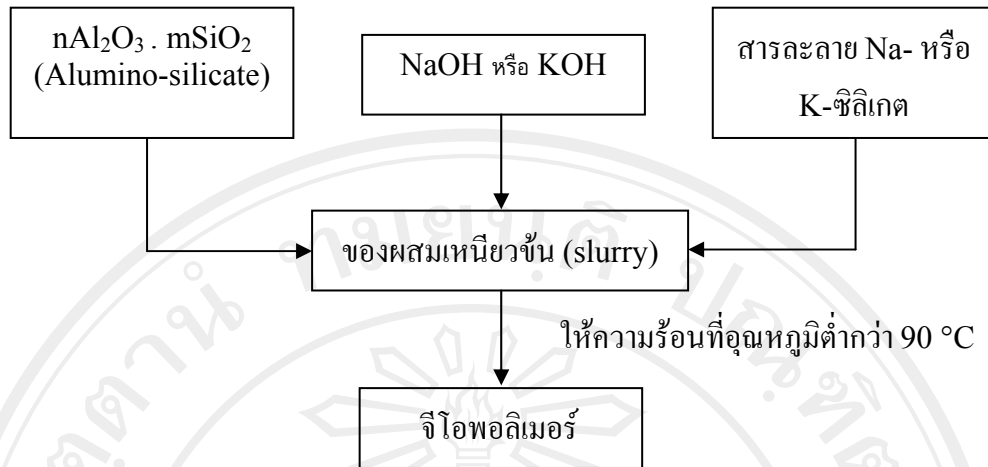 nAl₂O₃ . mSiO₂
(Alumino-silicate)
NaOH หรือ KOH
สารละลาย Na- หรือ
K-ซิลิเกต
ของผสมเหนียวข้น (slurry)
ให้ความร้อนที่อุณหภูมิต่ำกว่า 90 °C
จีโอพอลิเมอร์